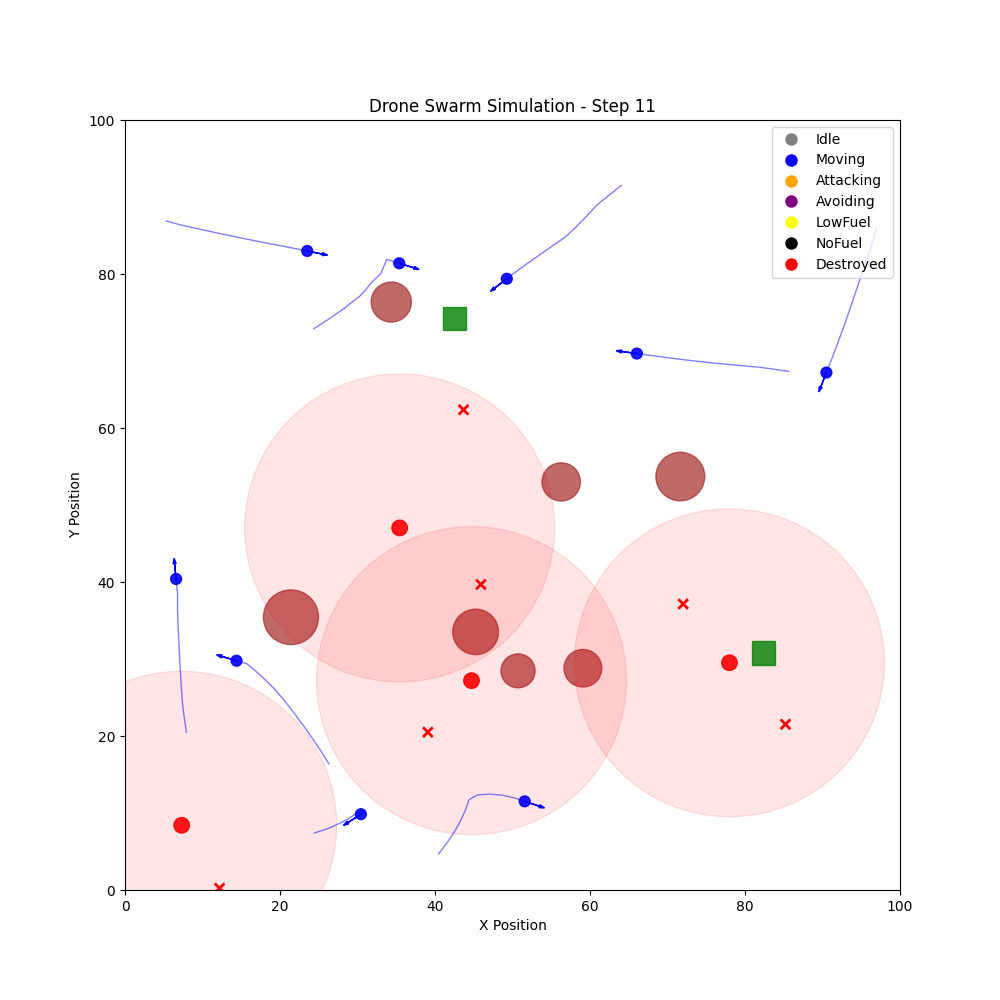 Drone Swarm Simulation - Step 11
100
80
60
40
20
0
Y Position
Idle
Moving
Attacking
Avoiding
LowFuel
NoFuel
Destroyed
0 20 40 60 80 100
X Position